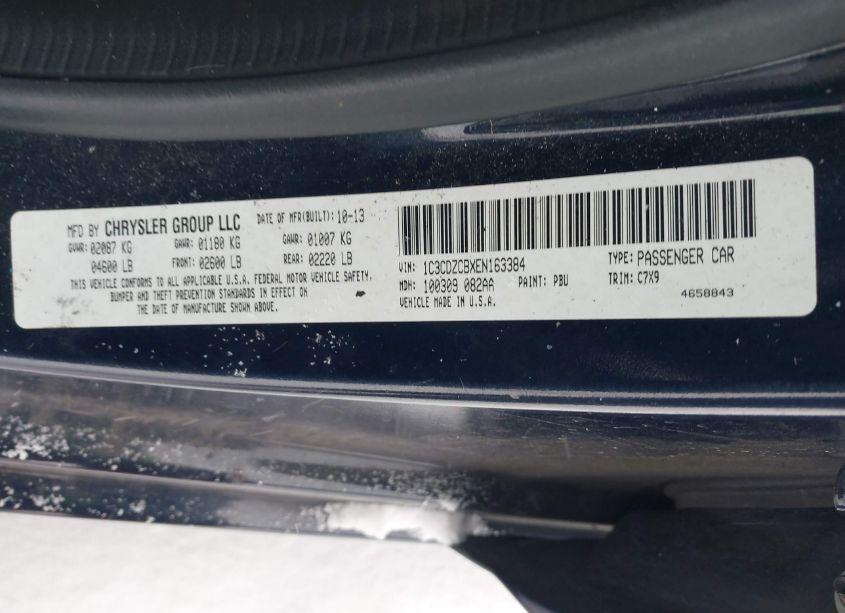 MFD BY CHRYSLER GROUP LLC DATE OF MFR(BUILT): 10-13
GVWR: 02087 KG GAWR: 01180 KG GAWR: 01007 KG
04600 LB FRONT: 02600 LB REAR: 02220 LB
THIS VEHICLE CONFORMS TO ALL APPLICABLE U.S.A. FEDERAL MOTOR VEHICLE SAFETY,
BUMPER AND THEFT PREVENTION STANDARDS IN EFFECT ON
THE DATE OF MANUFACTURE SHOWN ABOVE.
VIN: 1C3CDZCBXEN163384 TYPE: PASSENGER CAR
MDH: 100309 082AA PAINT: PBU TRIM: C7X9
VEHICLE MADE IN U.S.A. 4658843